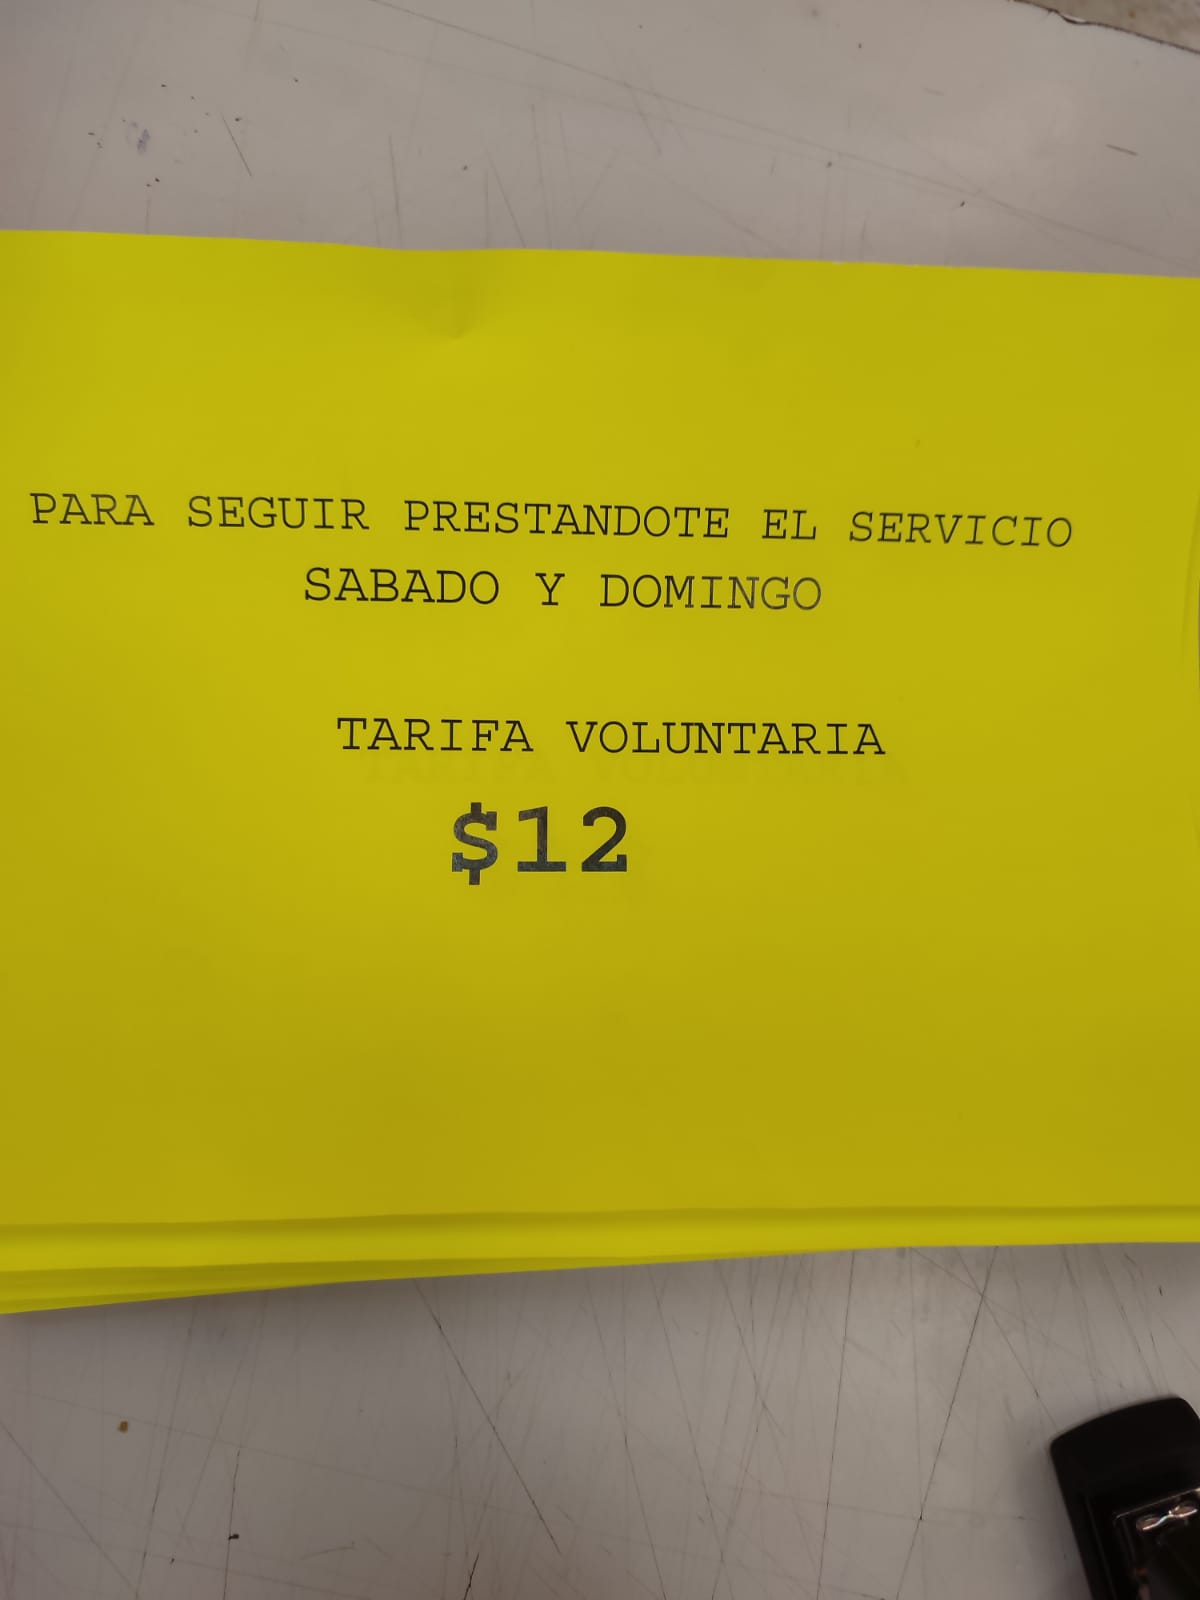 PARA SEGUIR PRESTANDOTE EL SERVICIO
SABADO Y DOMINGO
TARIFA VOLUNTARIA
$12